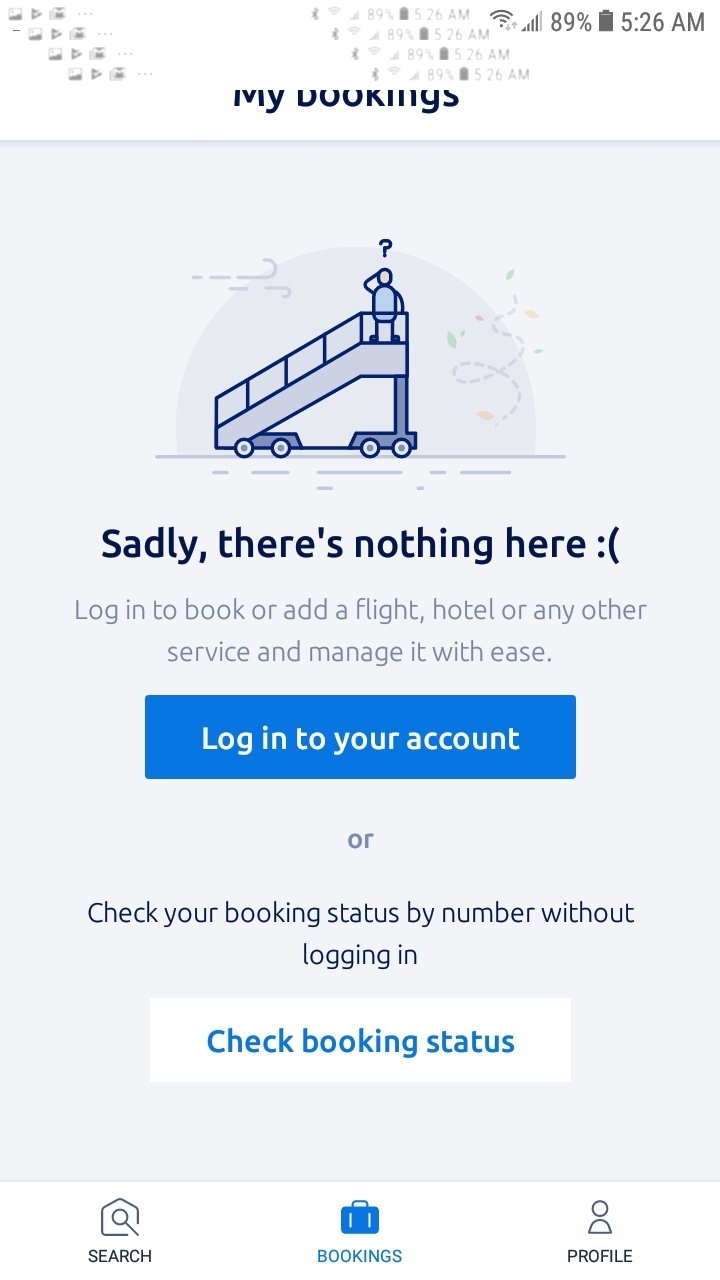 89% 5:26 AM
89% 5 26 AM
89% 5 26 AM
89% 5 26 AM
89% 5 26 AM
My bookings
?
Sadly, there's nothing here :(
Log in to book or add a flight, hotel or any other
service and manage it with ease.
Log in to your account
or
Check your booking status by number without
logging in
Check booking status
SEARCH
BOOKINGS
PROFILE